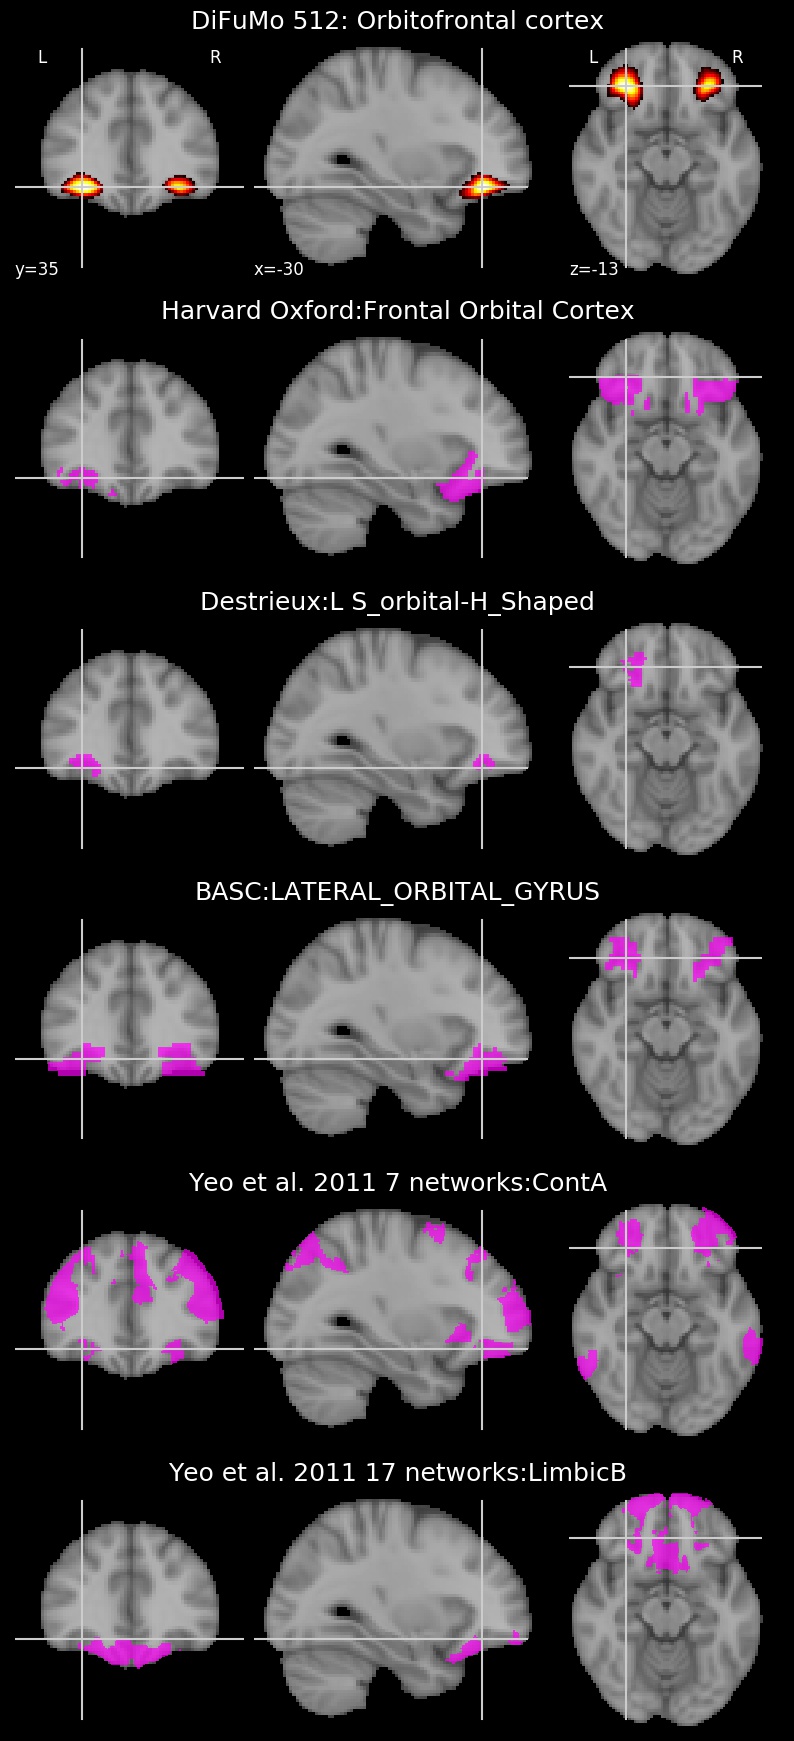 DiFuMo 512: Orbitofrontal cortex
L R L R
y=35 x=-30 z=-13
Harvard Oxford:Frontal Orbital Cortex
Destrieux:L S_orbital-H_Shaped
BASC:LATERAL_ORBITAL_GYRUS
Yeo et al. 2011 7 networks:ContA
Yeo et al. 2011 17 networks:LimbicB